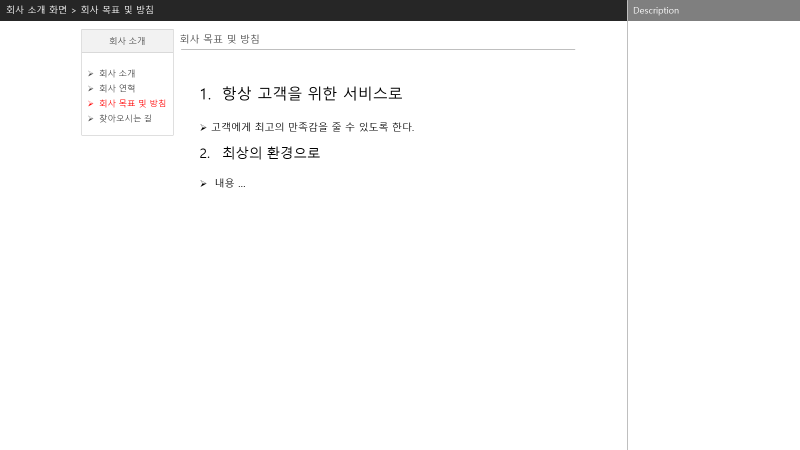 회사 소개 화면 > 회사 목표 및 방침
Description
회사 소개
➢ 회사 소개
➢ 회사 연혁
➢ 회사 목표 및 방침
➢ 찾아오시는 길
회사 목표 및 방침
1. 항상 고객을 위한 서비스로
➢ 고객에게 최고의 만족감을 줄 수 있도록 한다.
2. 최상의 환경으로
➢ 내용 ...